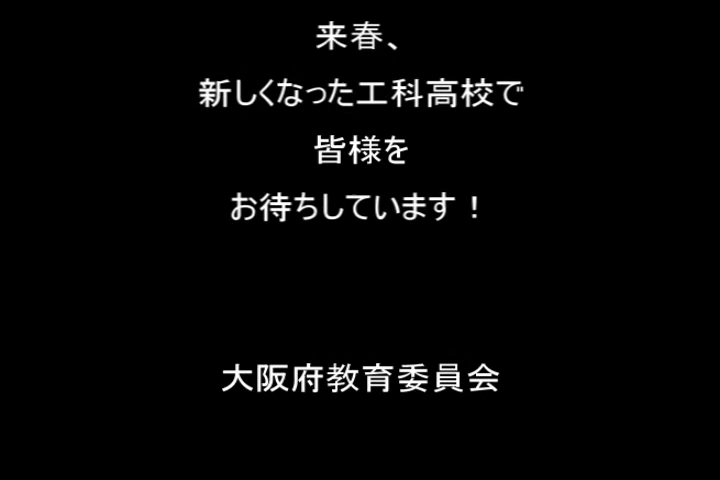 来春、
新しくなった工科高校で
皆様を
お待ちしています！
大阪府教育委員会